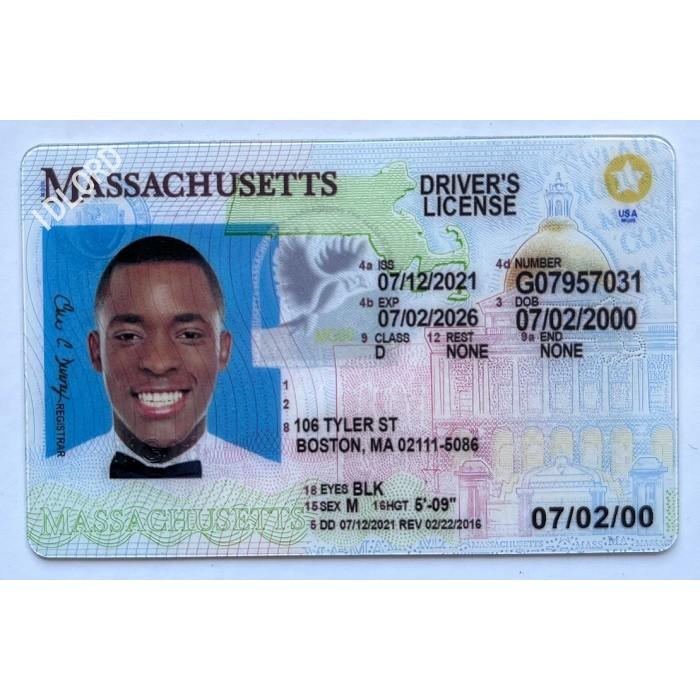 IDLORD
MASSACHUSETTS
DRIVER'S
LICENSE
USA
4a ISS
07/12/2021
4d NUMBER
G07957031
4b EXP
07/02/2026
3 DOB
07/02/2000
9 CLASS
D
12 REST
NONE
9a END
NONE
REGISTRAR
1
2
8 106 TYLER ST
BOSTON, MA 02111-5086
18 EYES BLK
15 SEX M 16 HGT 5'-09"
5 DD 07/12/2021 REV 02/22/2016
MASSACHUSETTS
07/02/00